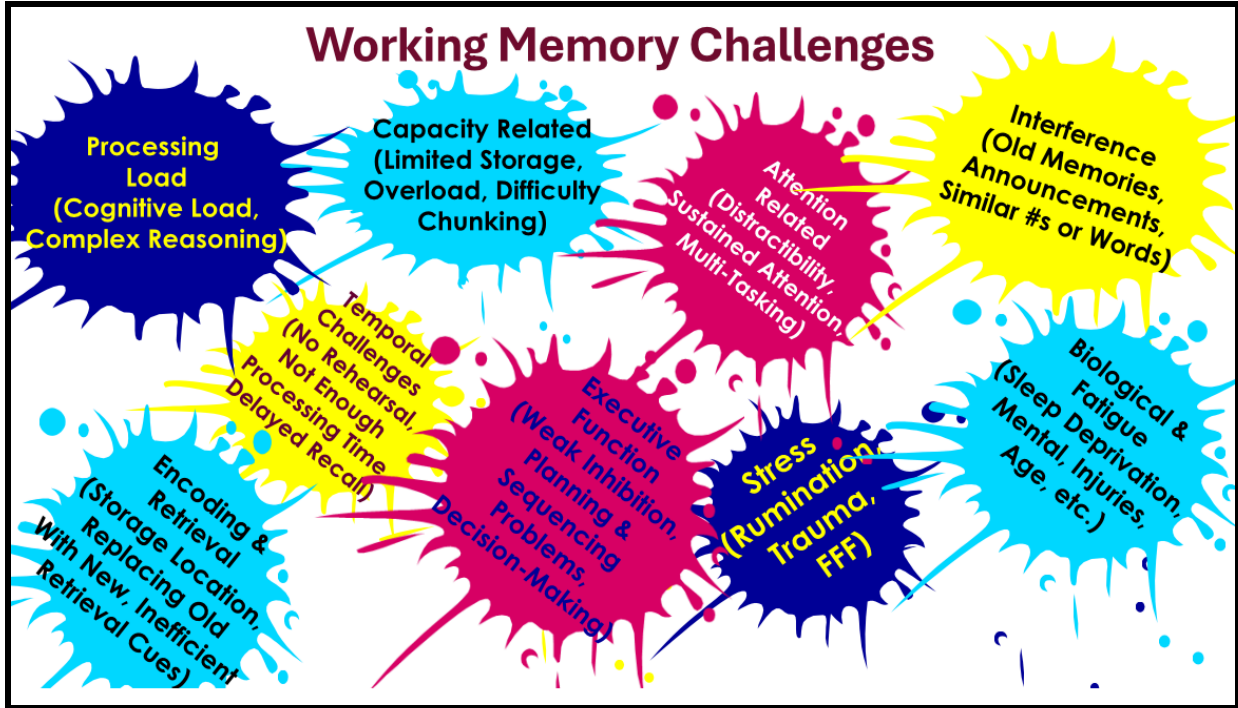 Working Memory Challenges
Processing
Load
(Cognitive Load,
Complex Reasoning)
Capacity Related
(Limited Storage,
Overload, Difficulty
Chunking)
Attention
Related
(Distractibility,
Sustained Attention,
Multi-Tasking)
Interference
(Old Memories,
Announcements,
Similar #s or Words)
Temporal
Challenges
(No Rehearsal,
Not Enough
Processing Time
Delayed Recall)
Executive
Function
(Weak Inhibition,
Planning &
Sequencing
Problems,
Decision-Making)
Stress
(Rumination,
Trauma,
FFF)
Biological &
Fatigue
(Sleep Deprivation,
Mental, Injuries,
Age, etc.)
Encoding &
Retrieval
(Storage Location,
Replacing Old
With New, Inefficient
Retrieval Cues)